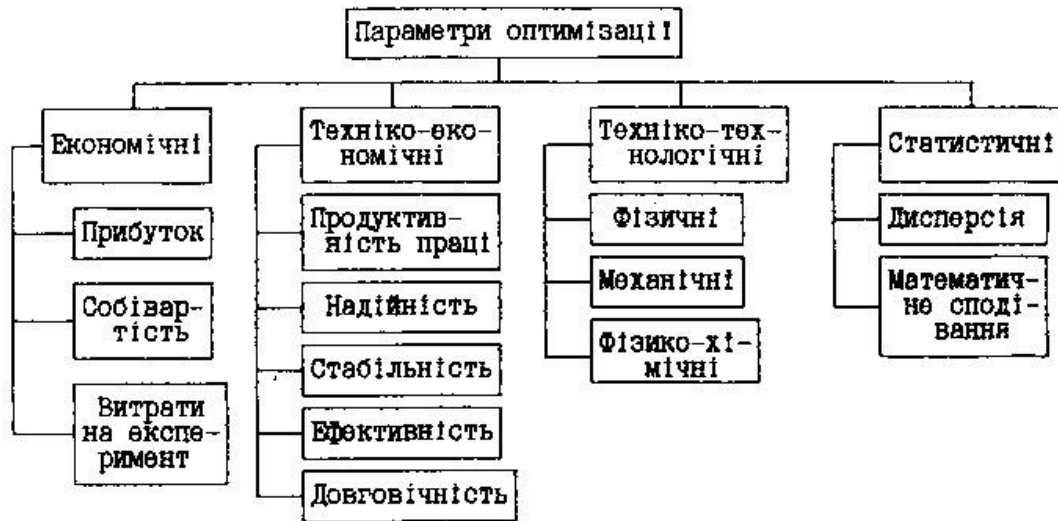 Параметри оптимізації
Економічні
Прибуток
Собівар-
тість
Витрати
на експе-
римент
Техніко-еко-
номічні
Продуктив-
ність праці
Надійність
Стабільність
Ефективність
Довговічність
Техніко-тех-
нологічні
Фізичні
Механічні
Фізико-хі-
мічні
Статистичні
Дисперсія
Математич-
не споді-
вання